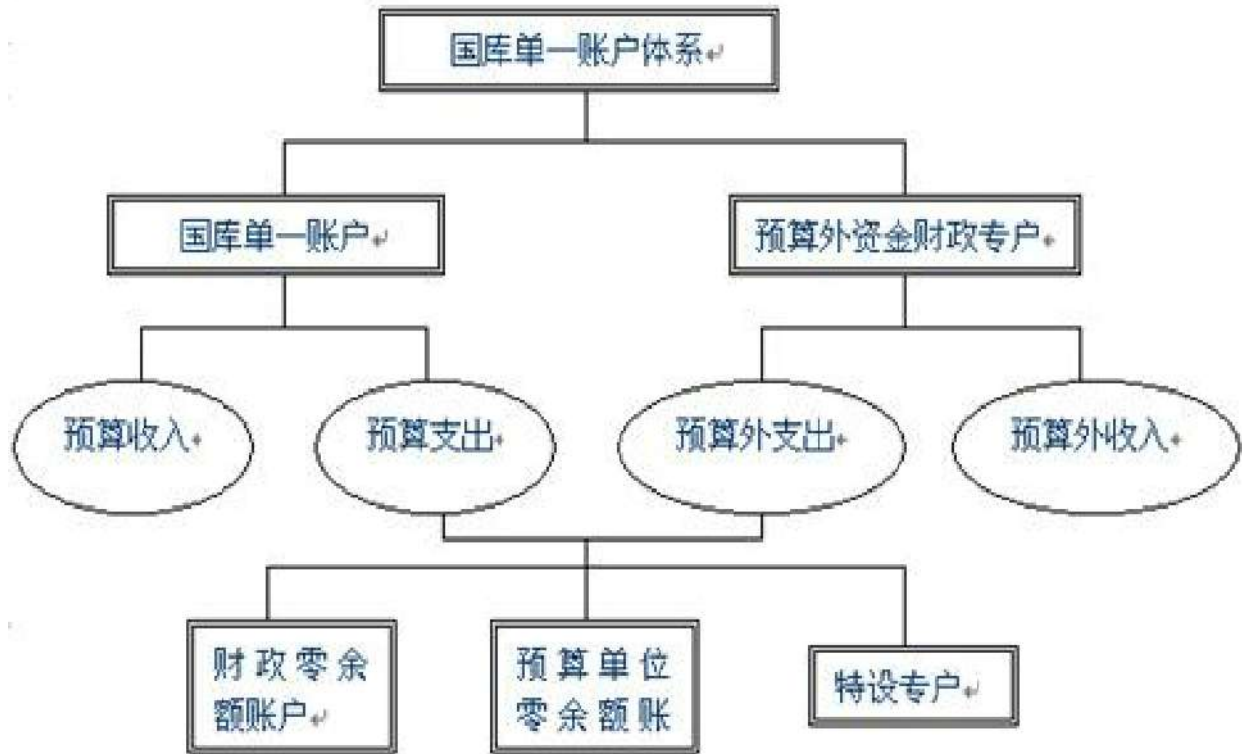 国库单一账户体系
国库单一账户
预算外资金财政专户
预算收入
预算支出
预算外支出
预算外收入
财政零余
额账户
预算单位
零余额账
特设专户